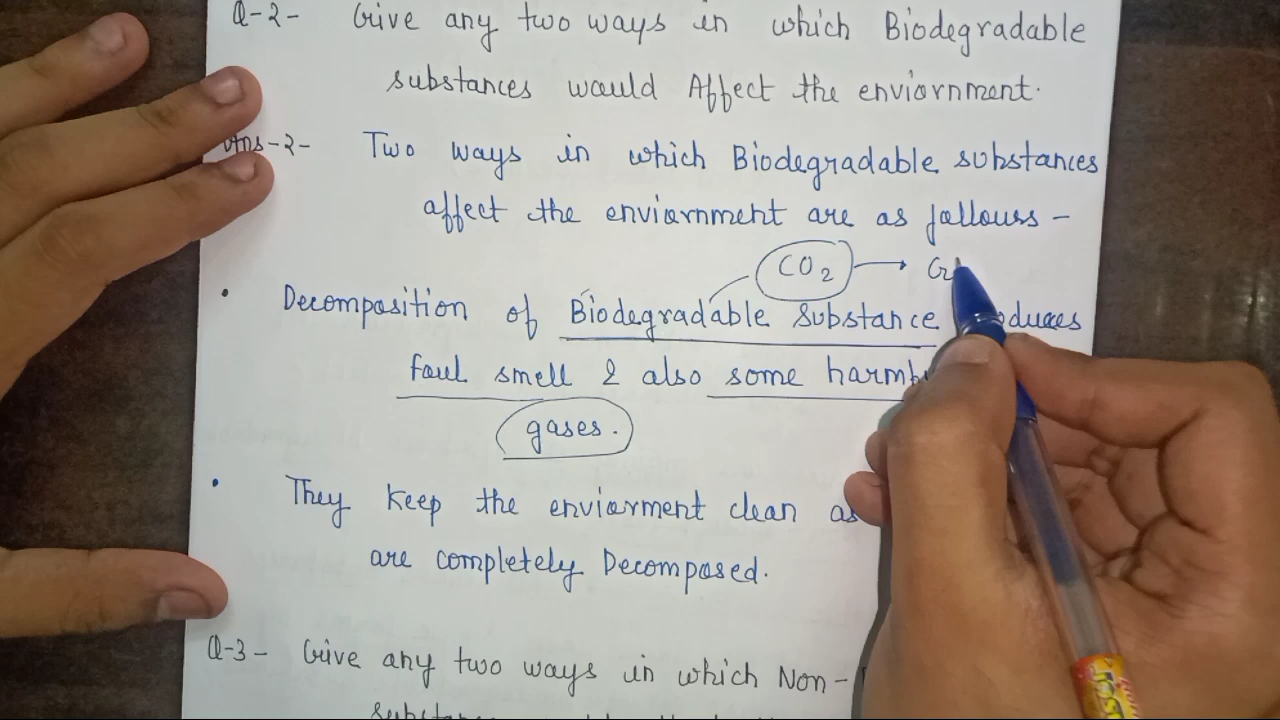 Q-2- Give any two ways in which Biodegradable
substances would Affect the enviornment.
Ans-2- Two ways in which Biodegradable substances
affect the enviornment are as follows -
CO2 →
• Decomposition of Biodegradable Substance
foul smell & also some
gases.
• They keep the enviorment clean as
are completely Decomposed.
Q-3- Give any two ways in which Non-